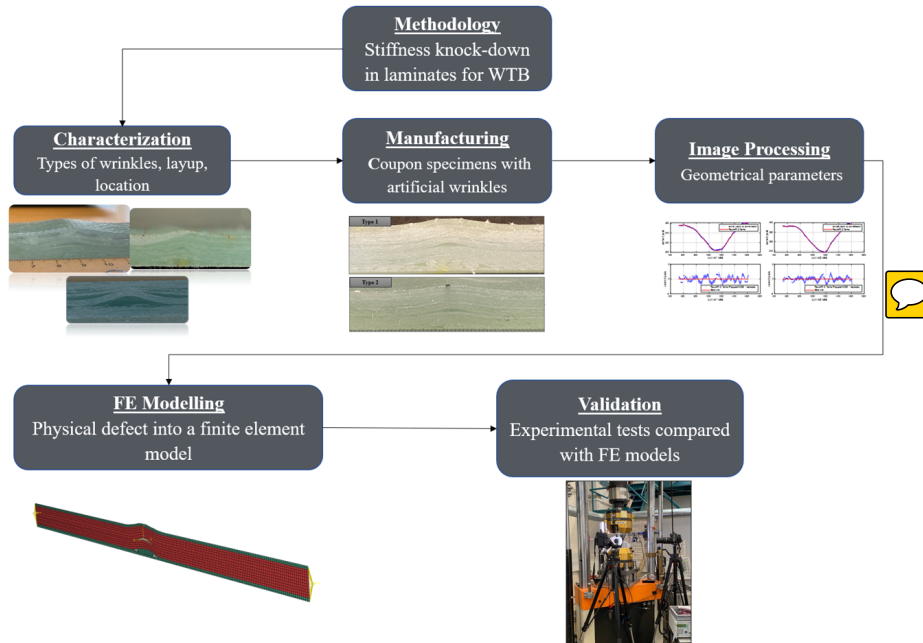 Methodology
Stiffness knock-down
in laminates for WTB
Characterization
Types of wrinkles, layup,
location
Manufacturing
Coupon specimens with
artificial wrinkles
Image Processing
Geometrical parameters
Type 1
Type 2
FE Modelling
Physical defect into a finite element
model
Validation
Experimental tests compared
with FE models